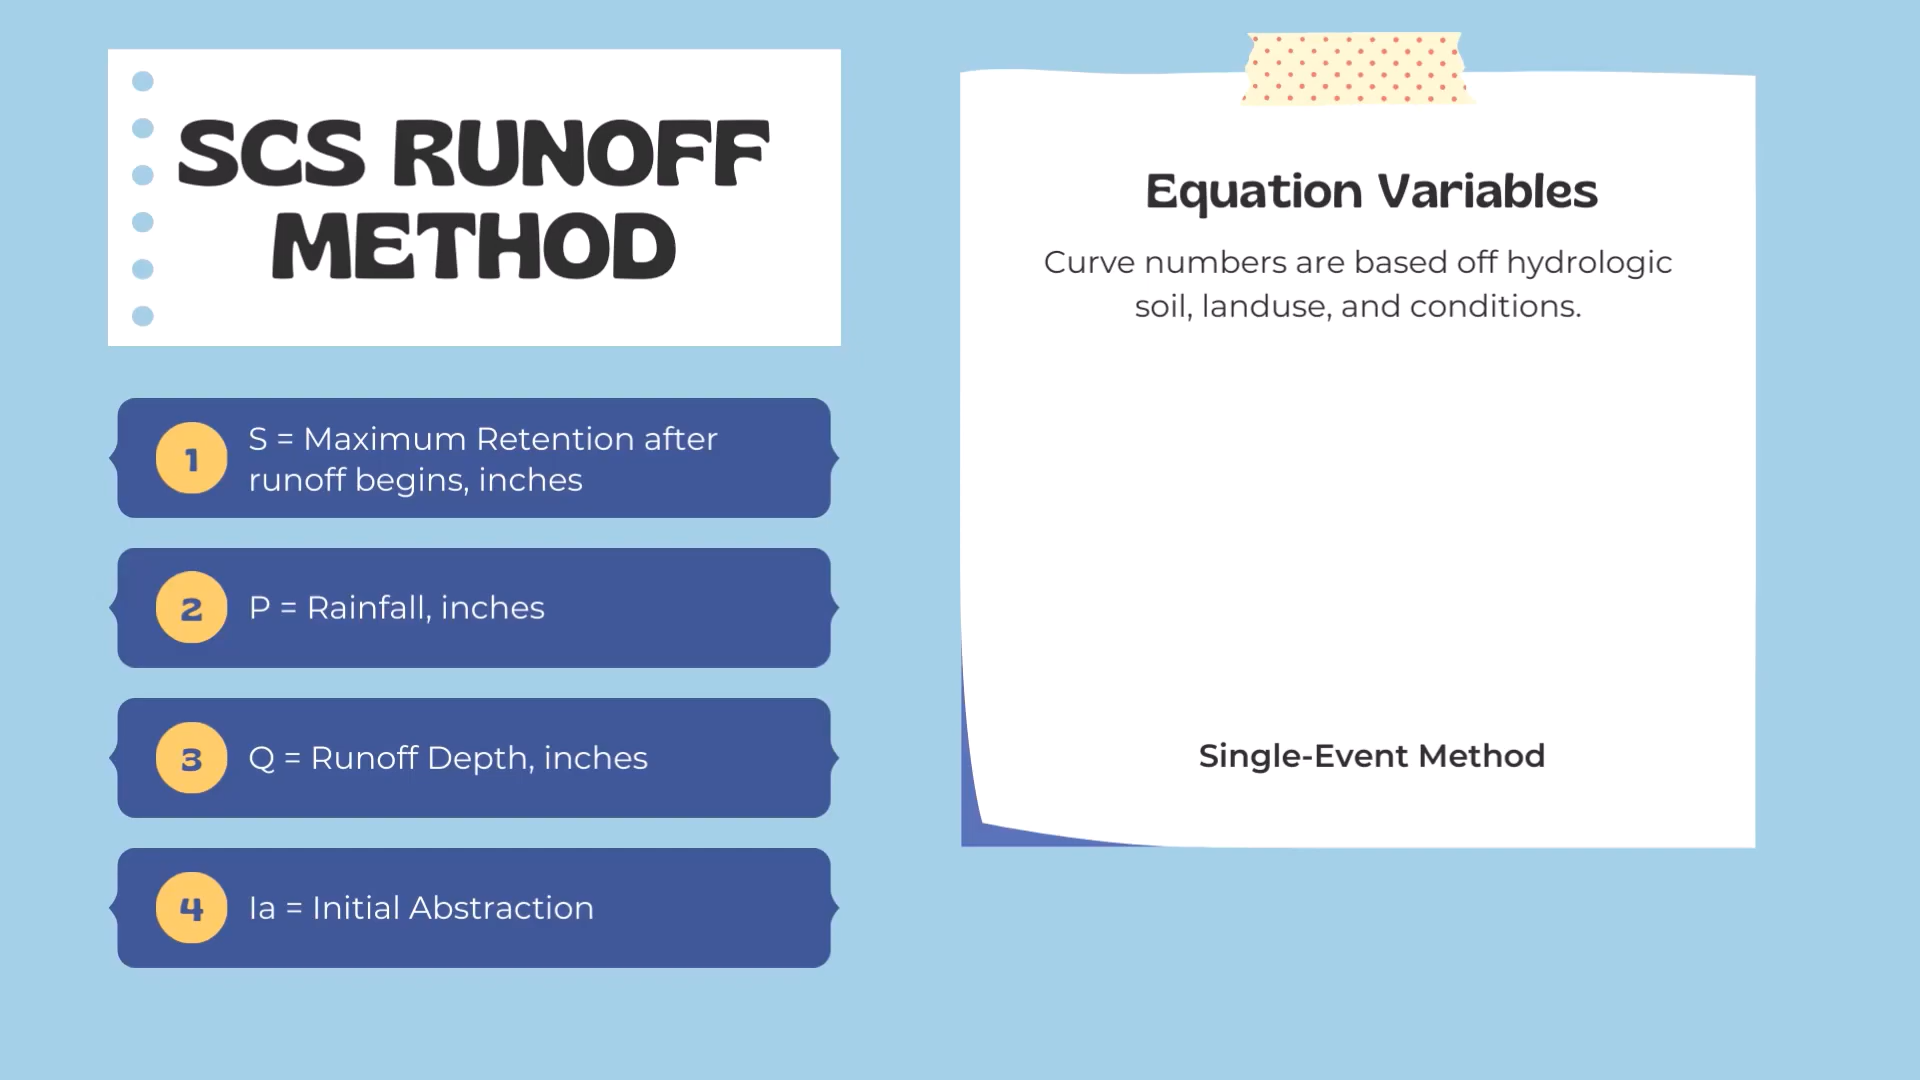 SCS RUNOFF
METHOD
1
S = Maximum Retention after
runoff begins, inches
2
P = Rainfall, inches
3
Q = Runoff Depth, inches
4
Ia = Initial Abstraction
Equation Variables
Curve numbers are based off hydrologic
soil, landuse, and conditions.
Single-Event Method